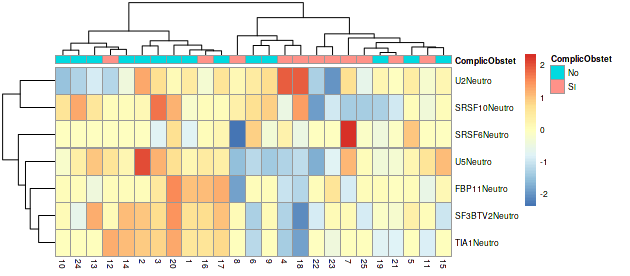 ComplicObstet
2
1
0
-1
-2
ComplicObstet
No
SI
U2Neutro
SRSF10Neutro
SRSF6Neutro
U5Neutro
FBP11Neutro
SF3BTV2Neutro
TIA1Neutro
10 24 13 12 14 2 3 20 1 16 17 8 6 9 4 18 22 23 7 25 19 21 5 11 15